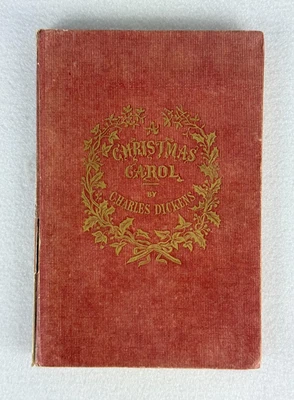 A
CHRISTMAS
CAROL
BY
CHARLES DICKENS